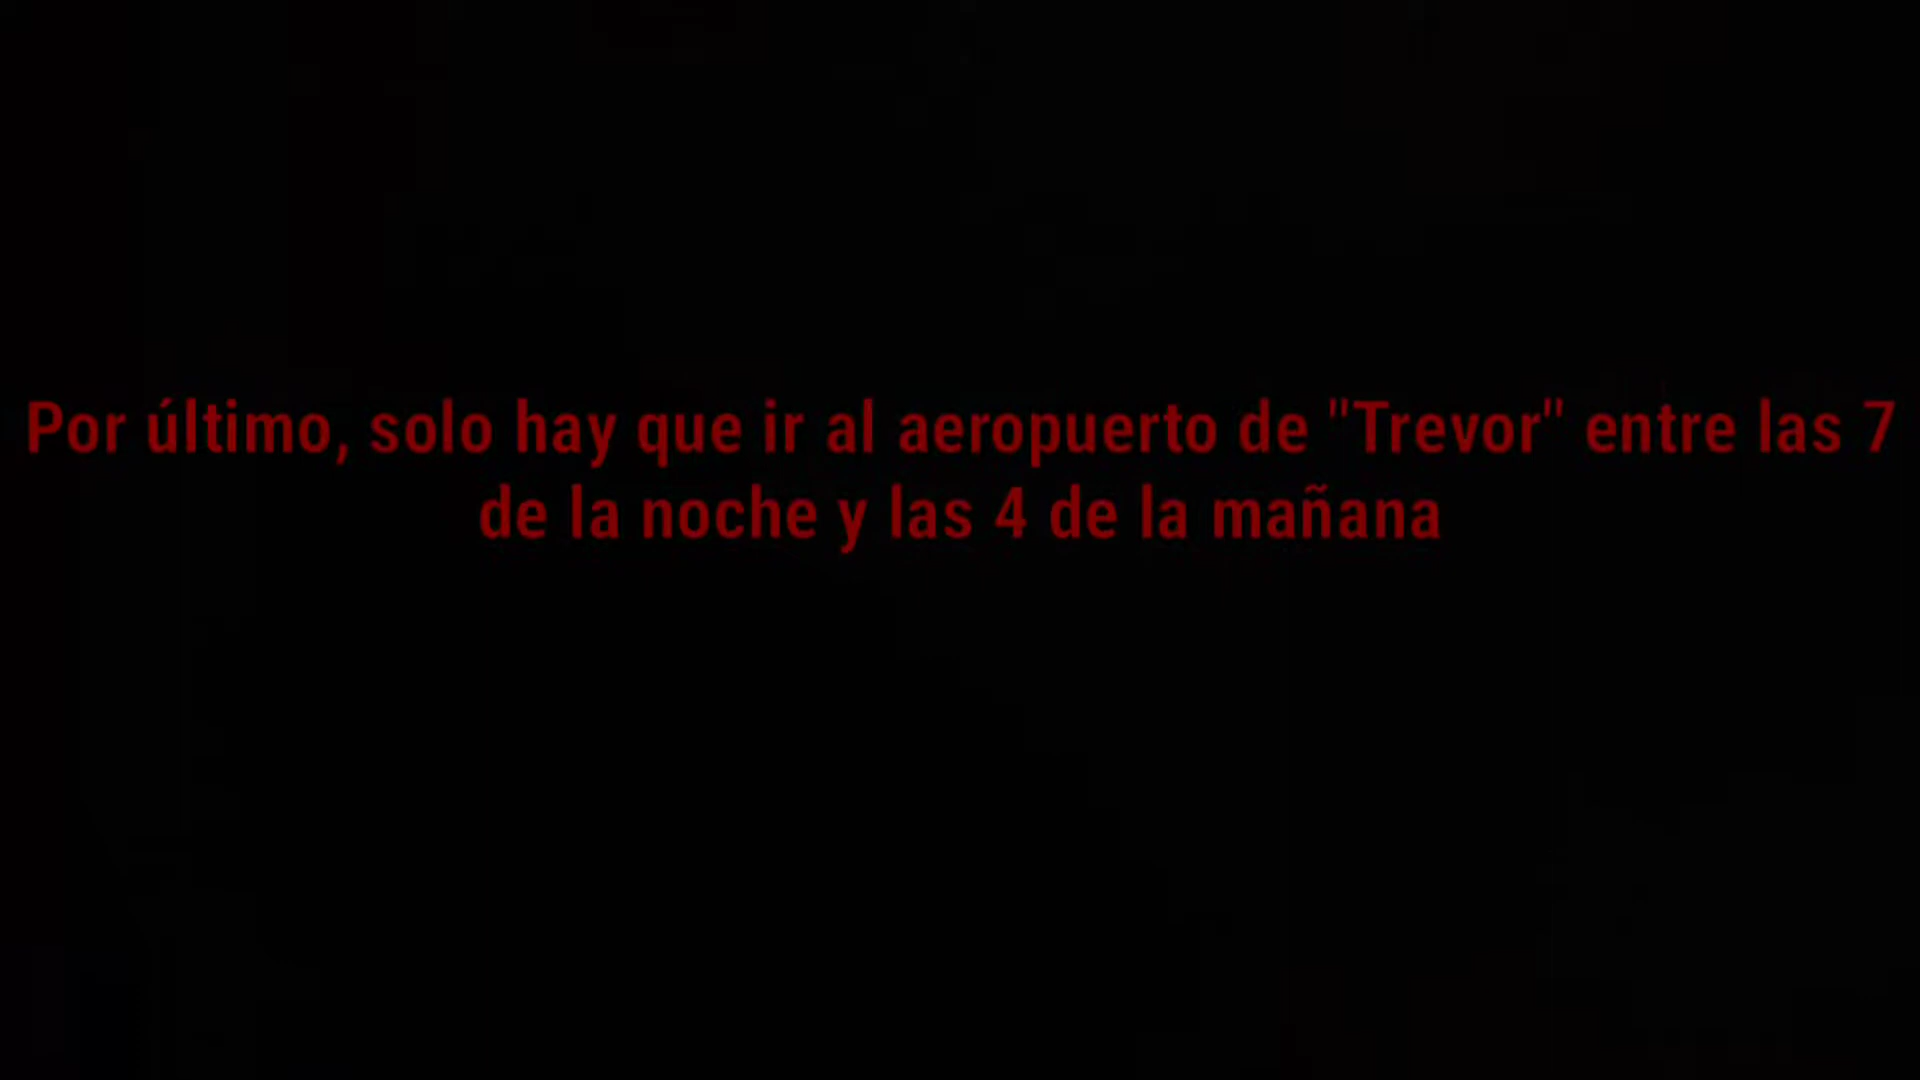 Por último, solo hay que ir al aeropuerto de "Trevor" entre las 7
de la noche y las 4 de la mañana